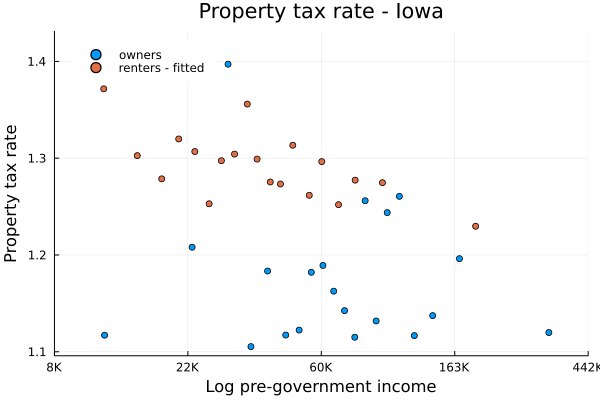 Property tax rate - Iowa
owners
renters - fitted
1.4
1.3
1.2
1.1
Property tax rate
8K
22K
60K
163K
442K
Log pre-government income